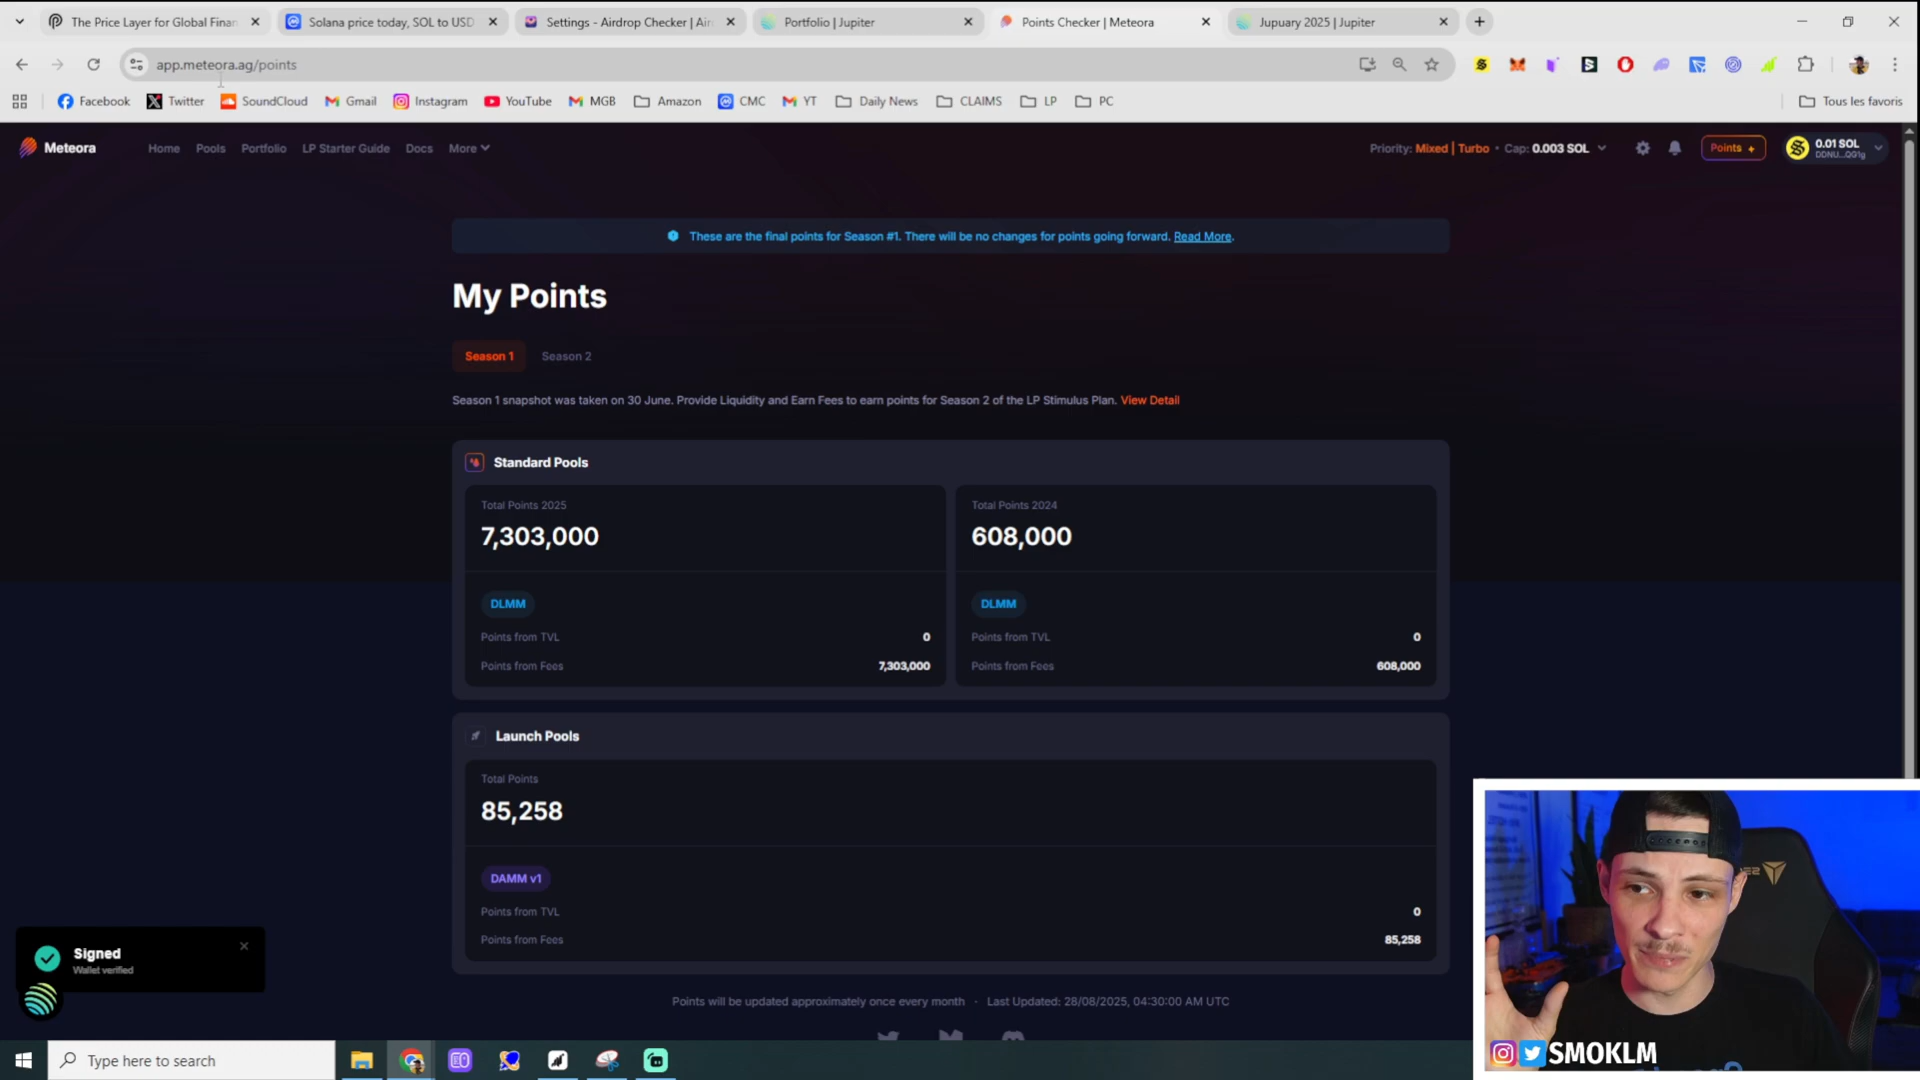 The Price Layer for Global Finan
Solana price today, SOL to USD
Settings - Airdrop Checker | Air
Portfolio | Jupiter
Points Checker | Meteora
Jupuary 2025 | Jupiter
app.meteora.ag/points
Facebook
Twitter
SoundCloud
Gmail
Instagram
YouTube
MGB
Amazon
CMC
YT
Daily News
CLAIMS
LP
PC
Tous les favoris
Meteora
Home
Pools
Portfolio
LP Starter Guide
Docs
More
Priority: Mixed | Turbo • Cap: 0.003 SOL
Points +
0.01 SOL
These are the final points for Season #1. There will be no changes for points going forward. Read More.
My Points
Season 1
Season 2
Season 1 snapshot was taken on 30 June. Provide Liquidity and Earn Fees to earn points for Season 2 of the LP Stimulus Plan. View Detail
Standard Pools
Total Points 2025
7,303,000
DLMM
Points from TVL 0
Points from Fees 7,303,000
Total Points 2024
608,000
DLMM
Points from TVL 0
Points from Fees 608,000
Launch Pools
Total Points
85,258
DAMM v1
Points from TVL 0
Points from Fees 85,258
Signed
Wallet verified
Points will be updated approximately once every month · Last Updated: 28/08/2025, 04:30:00 AM UTC
SMOKLM
Type here to search